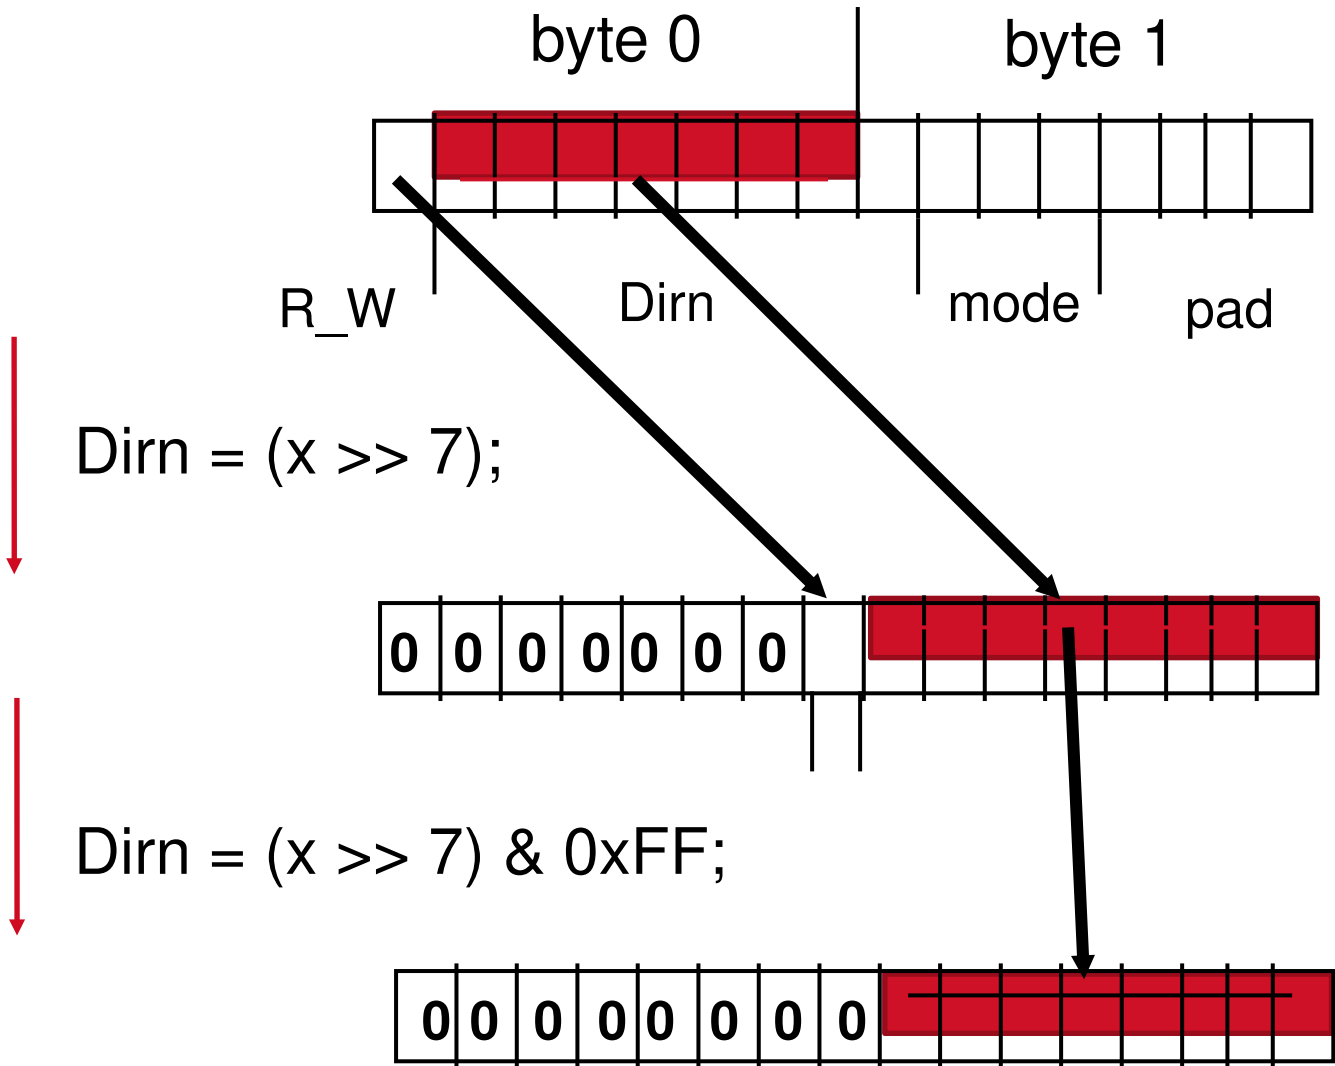 byte 0 byte 1
R_W Dirn mode pad
Dirn = (x >> 7);
0 0 0 0 0 0 0
Dirn = (x >> 7) & 0xFF;
0 0 0 0 0 0 0 0